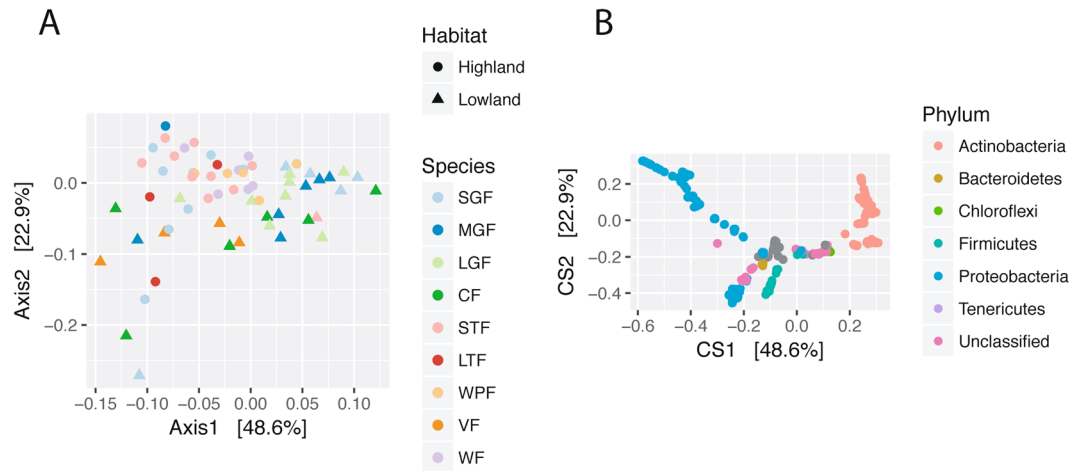 A
Axis2 [22.9%]
0.0
−0.1
−0.2
−0.15 −0.10 −0.05 0.00 0.05 0.10
Axis1 [48.6%]
Habitat
Highland
Lowland
Species
SGF
MGF
LGF
CF
STF
LTF
WPF
VF
WF
B
CS2 [22.9%]
0.2
0.0
−0.2
−0.4
−0.6 −0.4 −0.2 0.0 0.2
CS1 [48.6%]
Phylum
Actinobacteria
Bacteroidetes
Chloroflexi
Firmicutes
Proteobacteria
Tenericutes
Unclassified